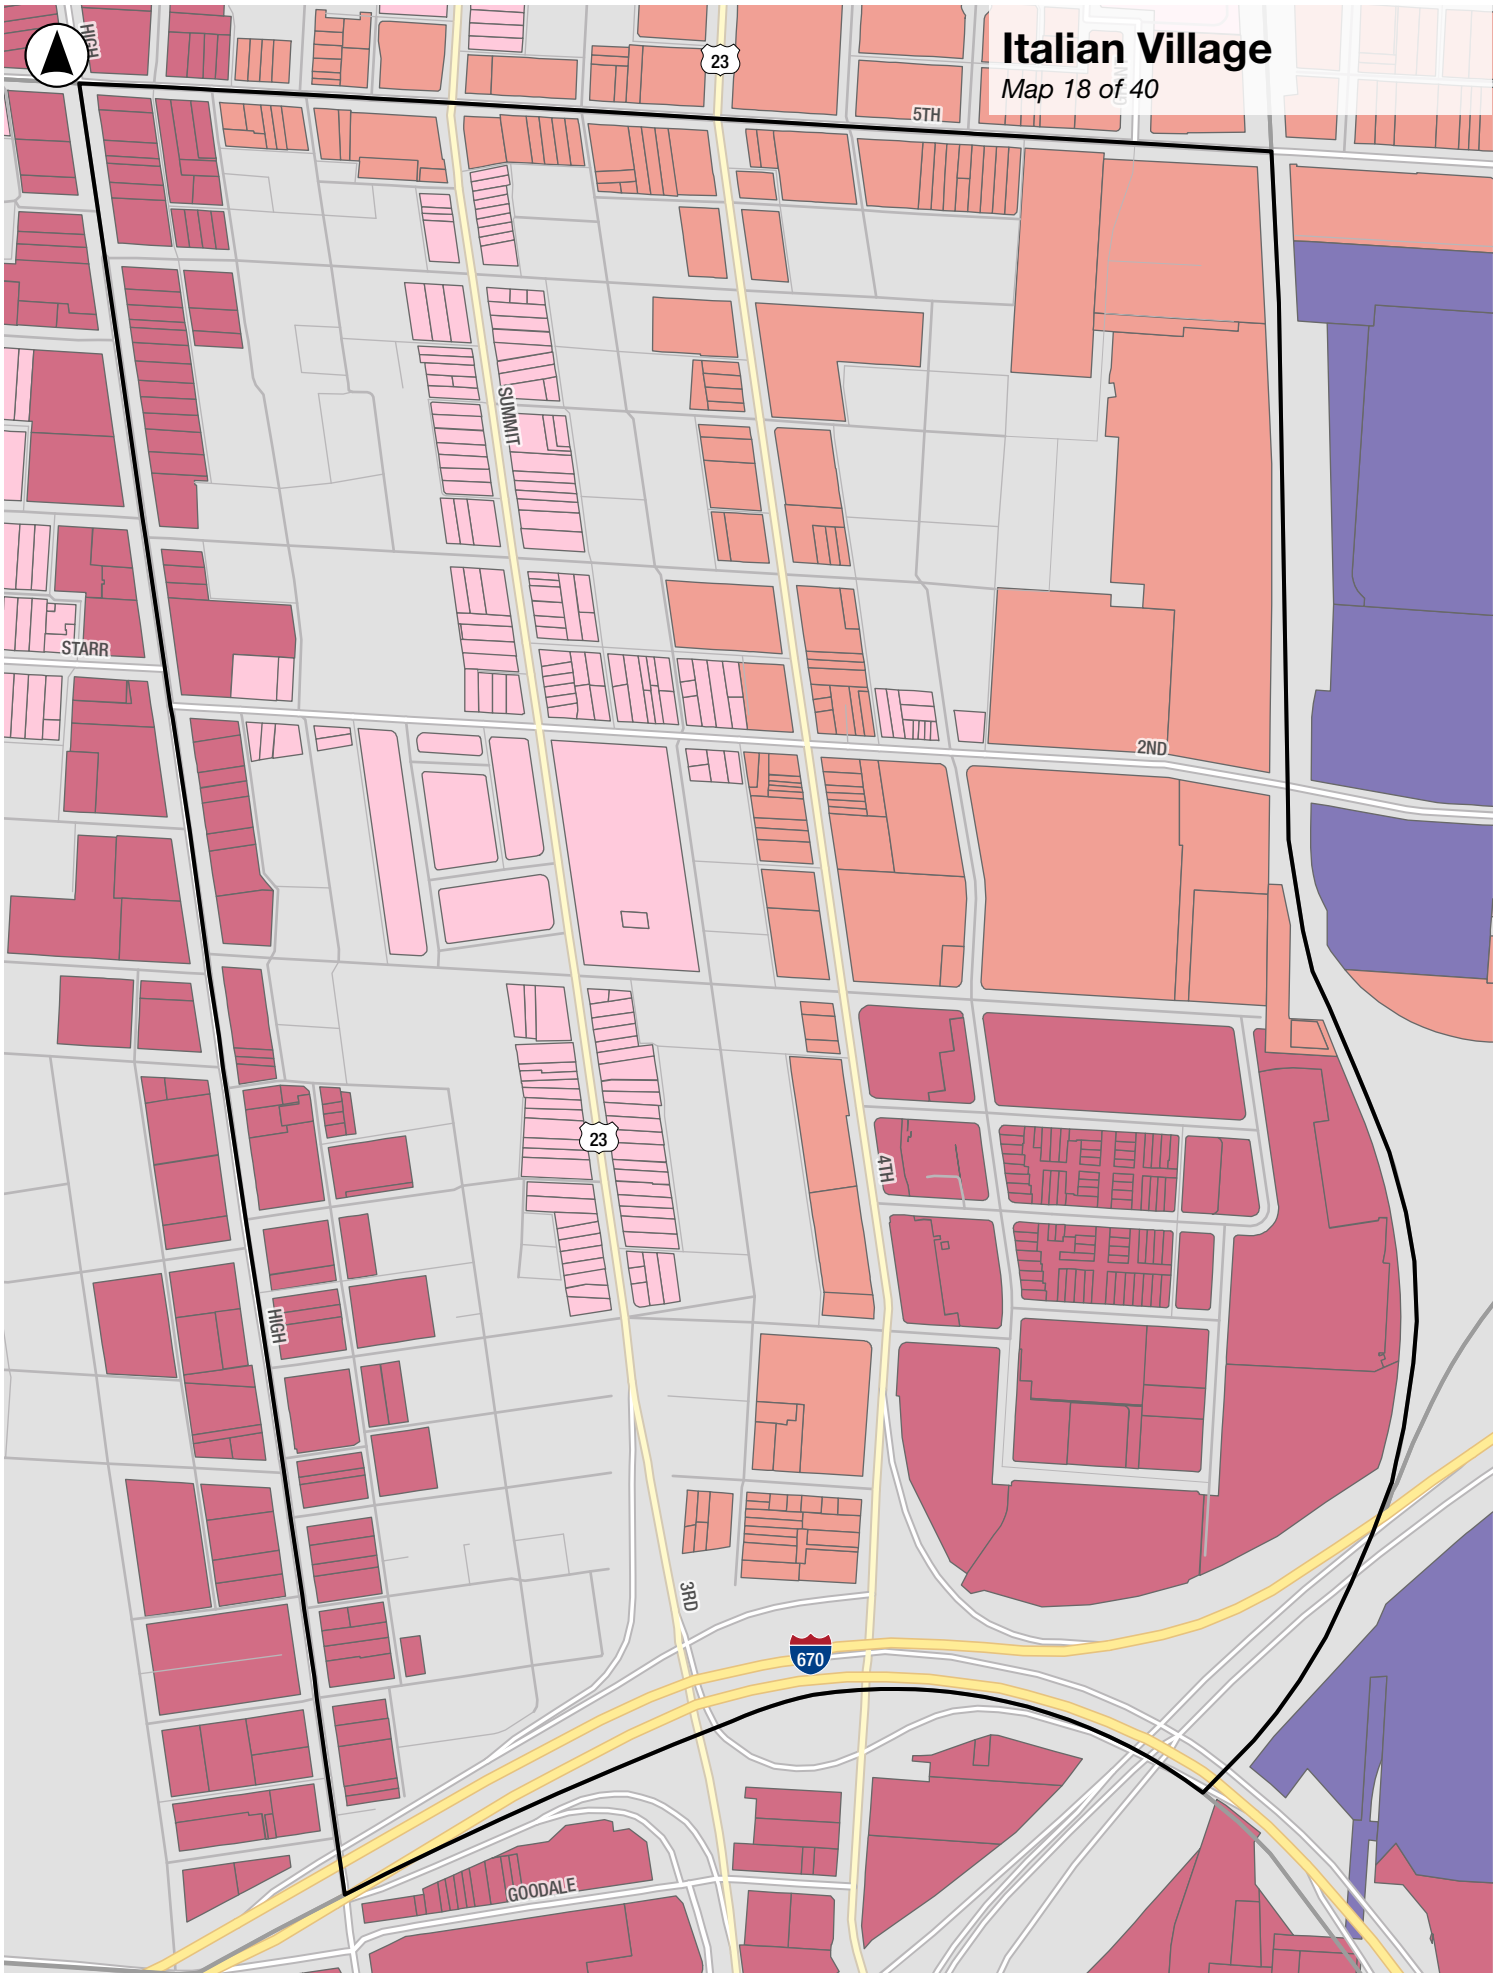 HIGH
23
Italian Village
Map 18 of 40
5TH
SUMMIT
STARR
2ND
23
4TH
HIGH
3RD
670
GOODALE